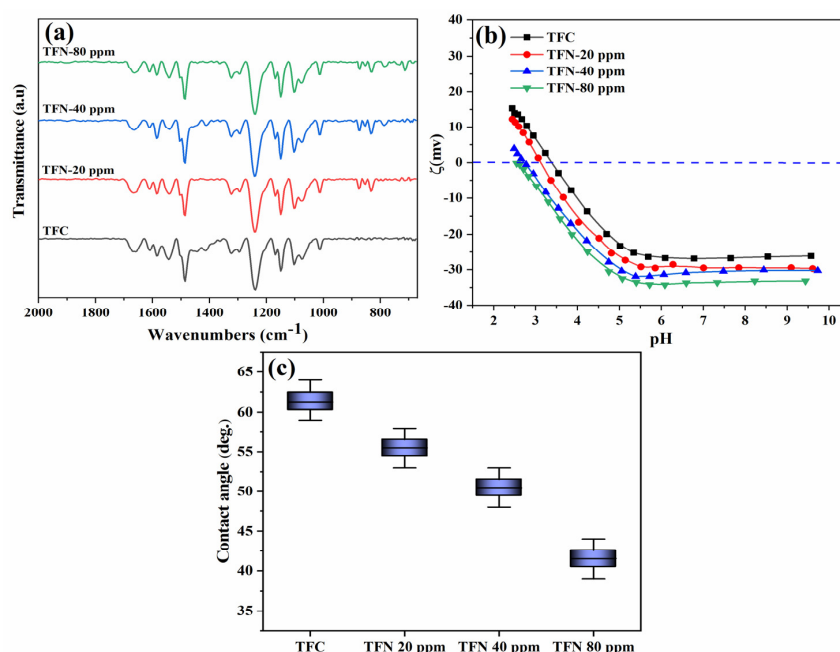 (a)
TFN-80 ppm
TFN-40 ppm
TFN-20 ppm
TFC
Transmittance (a.u)
2000 1800 1600 1400 1200 1000 800
Wavenumbers (cm-1)
(b)
TFC
TFN-20 ppm
TFN-40 ppm
TFN-80 ppm
40
30
20
10
0
-10
-20
-30
-40
ζ(mv)
2 3 4 5 6 7 8 9 10
pH
(c)
65
60
55
50
45
40
35
Contact angle (deg.)
TFC TFN 20 ppm TFN 40 ppm TFN 80 ppm